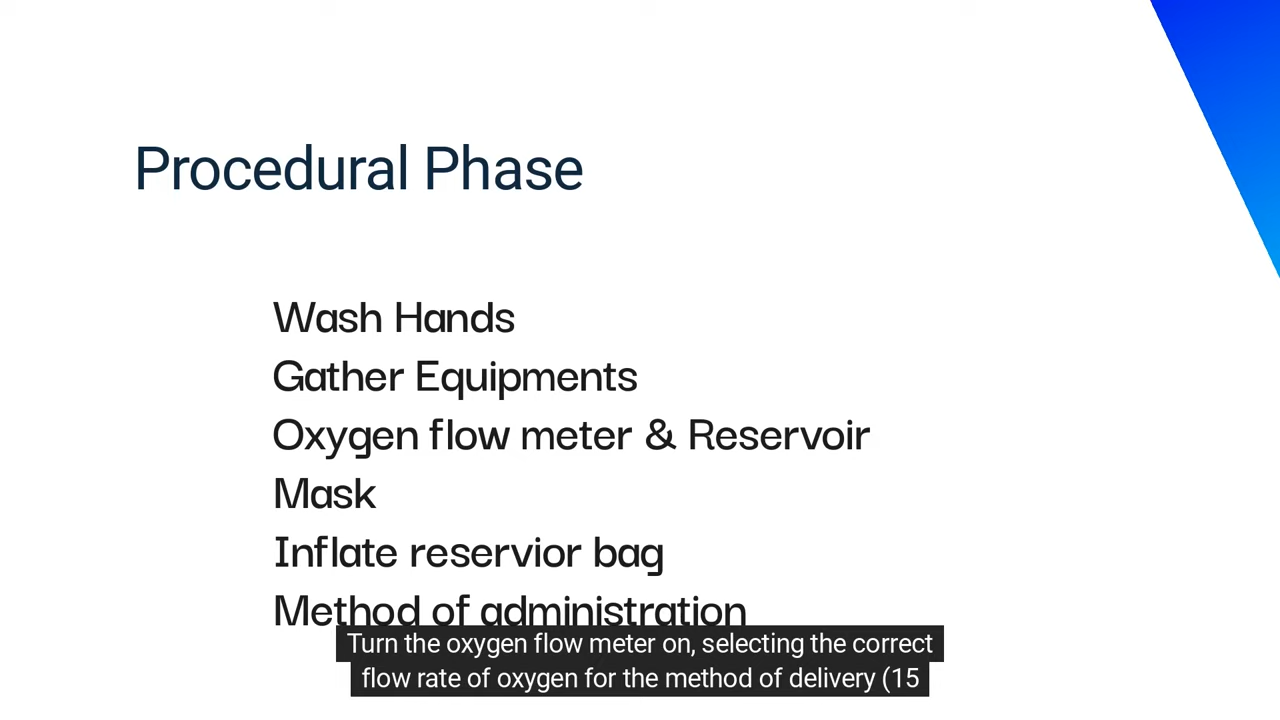 Procedural Phase
Wash Hands
Gather Equipments
Oxygen flow meter & Reservoir
Mask
Inflate reservior bag
Method of administration
Turn the oxygen flow meter on, selecting the correct
flow rate of oxygen for the method of delivery (15